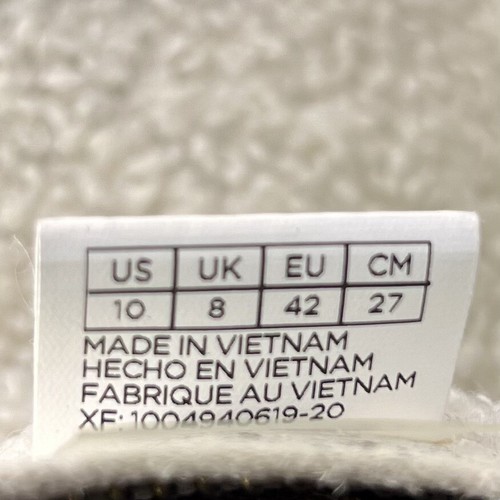 US UK EU CM
10 8 42 27
MADE IN VIETNAM
HECHO EN VIETNAM
FABRIQUE AU VIETNAM
XF: 1004940619-20